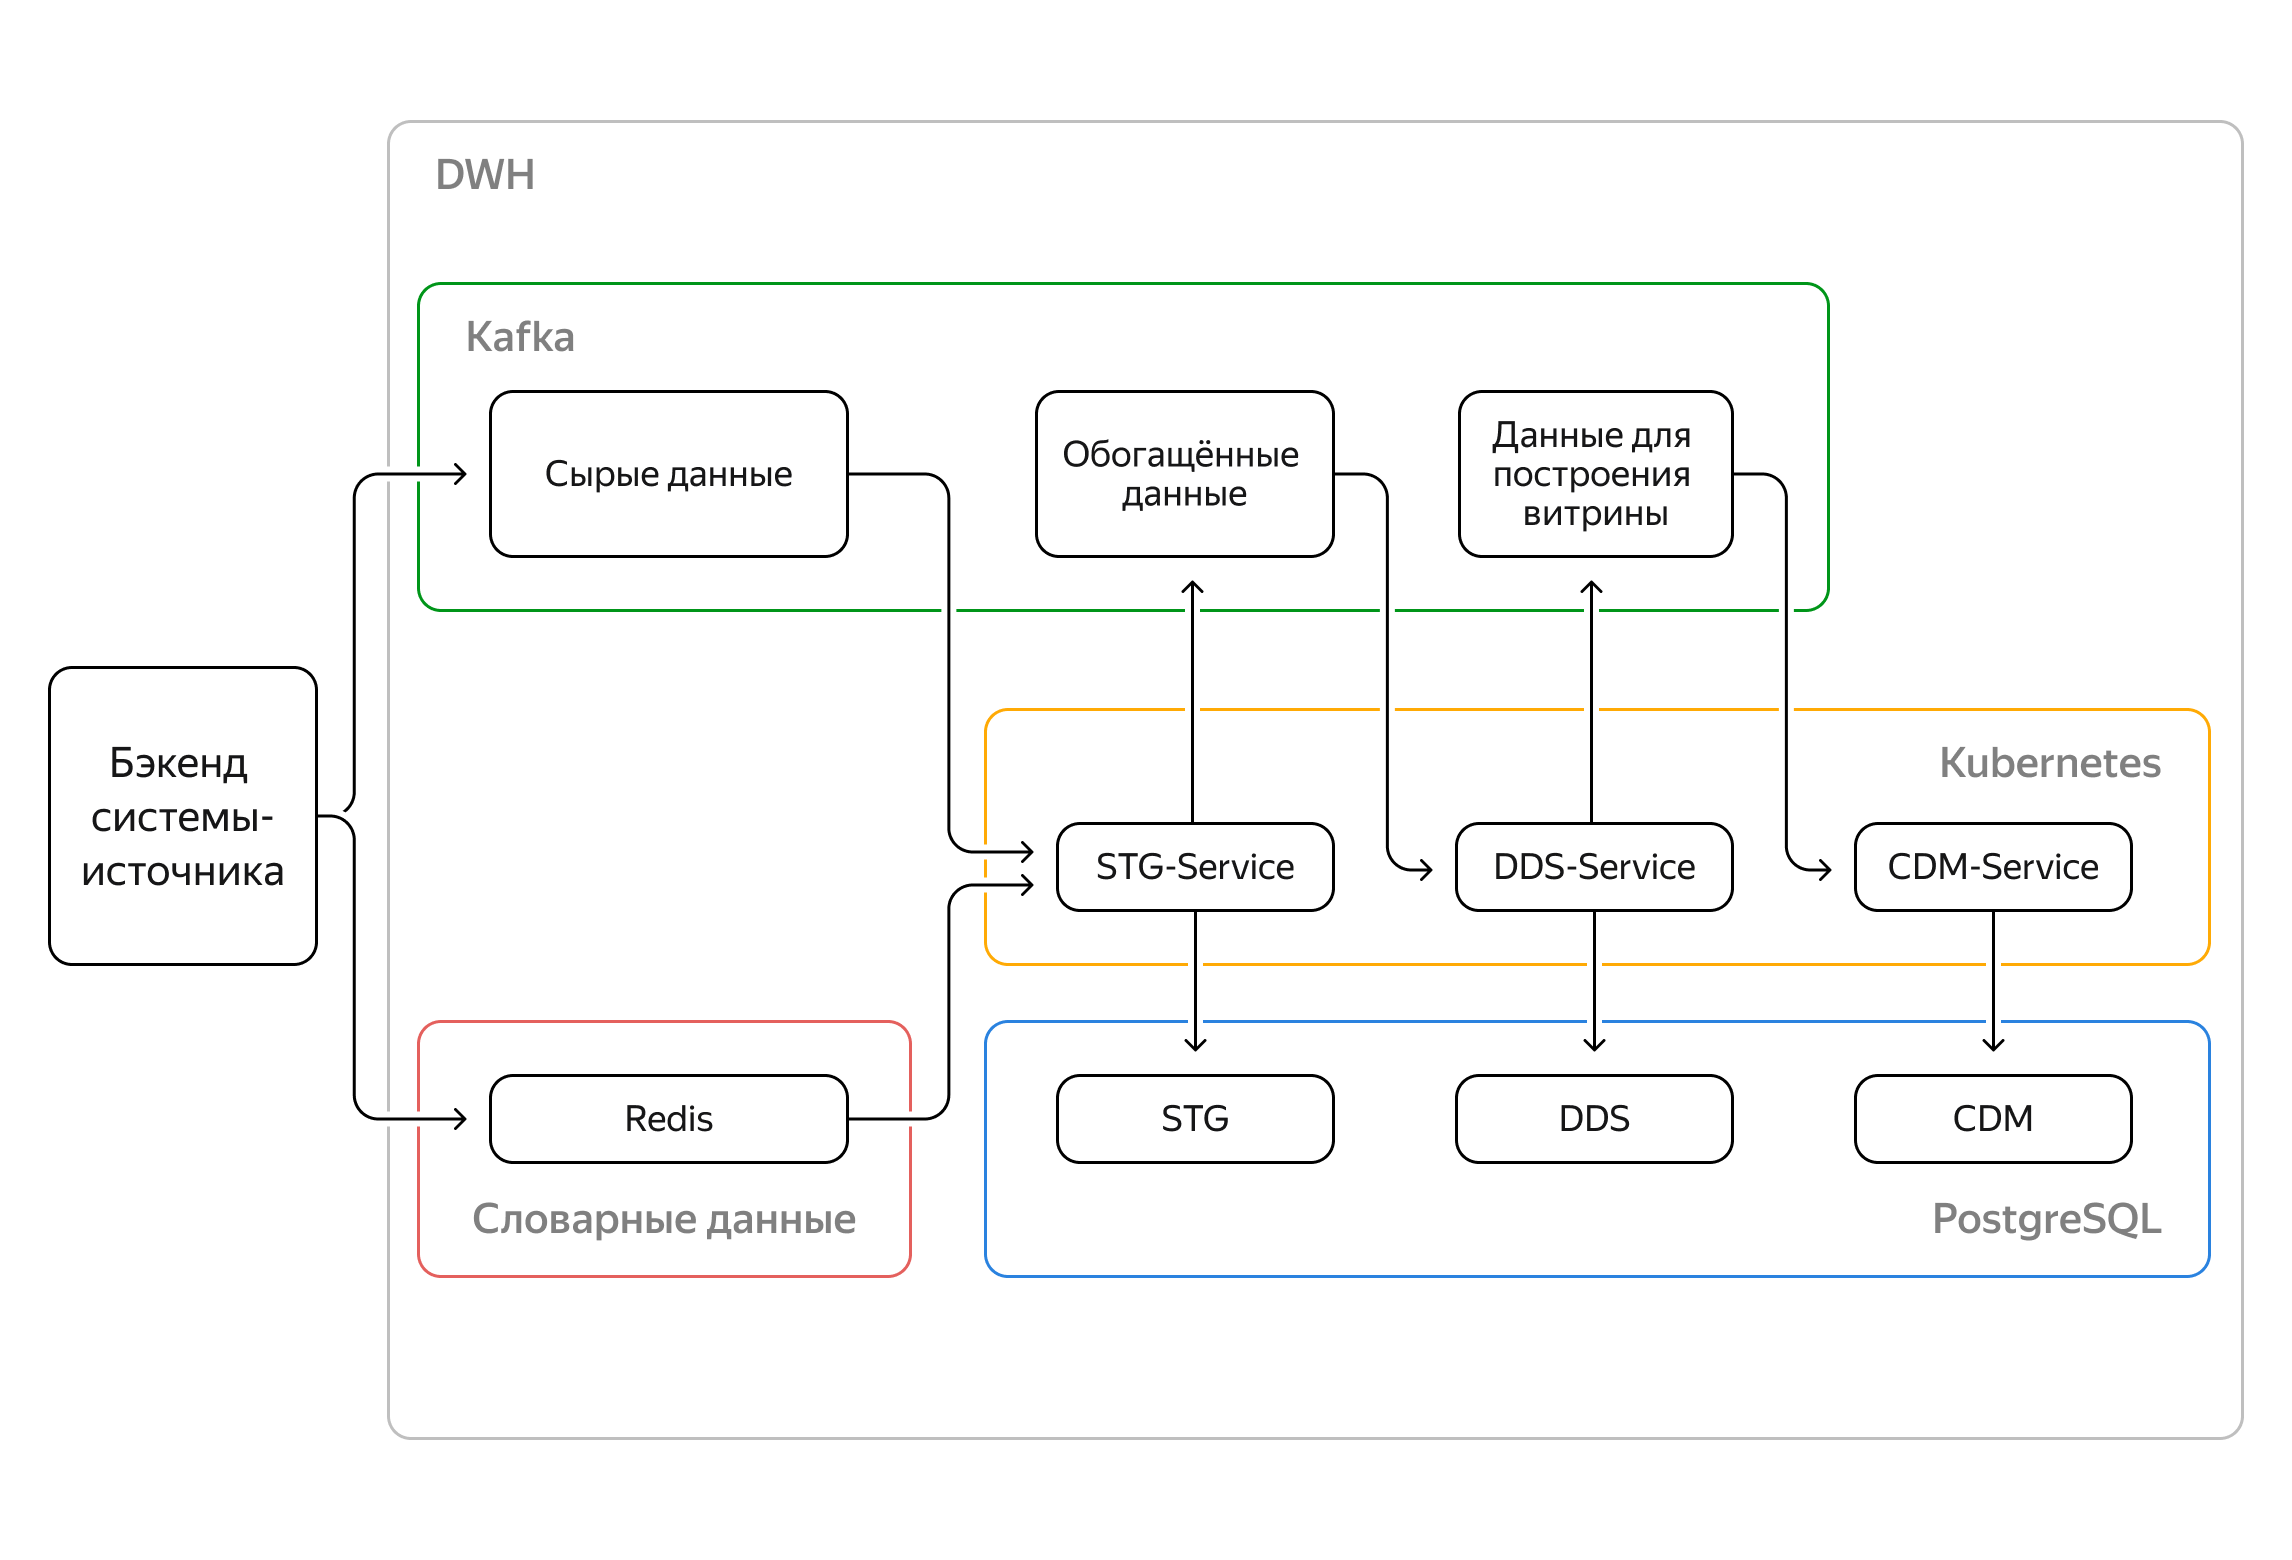 DWH
Kafka
Сырые данные
Обогащённые
данные
Данные для
построения
витрины
Бэкенд
системы-
источника
Kubernetes
STG-Service
DDS-Service
CDM-Service
Redis
Словарные данные
STG
DDS
CDM
PostgreSQL